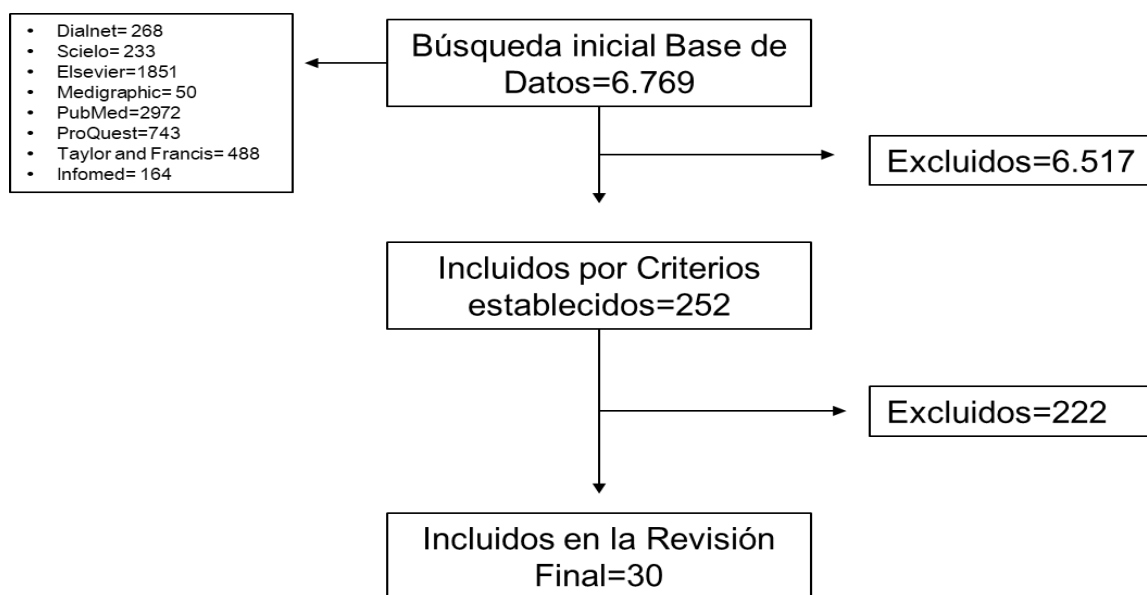 • Dialnet= 268
• Scielo= 233
• Elsevier=1851
• Medigraphic= 50
• PubMed=2972
• ProQuest=743
• Taylor and Francis= 488
• Infomed= 164
Búsqueda inicial Base de
Datos=6.769
Excluidos=6.517
Incluidos por Criterios
establecidos=252
Excluidos=222
Incluidos en la Revisión
Final=30